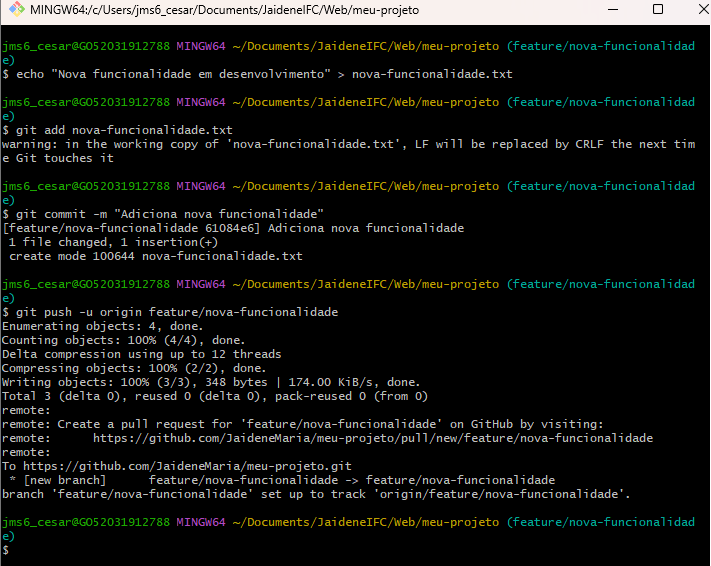 MINGW64:/c/Users/jms6_cesar/Documents/JaideneIFC/Web/meu-projeto
jms6_cesar@GO52031912788 MINGW64 ~/Documents/JaideneIFC/Web/meu-projeto (feature/nova-funcionalidad
e)
$ echo "Nova funcionalidade em desenvolvimento" > nova-funcionalidade.txt
jms6_cesar@GO52031912788 MINGW64 ~/Documents/JaideneIFC/Web/meu-projeto (feature/nova-funcionalidad
e)
$ git add nova-funcionalidade.txt
warning: in the working copy of 'nova-funcionalidade.txt', LF will be replaced by CRLF the next tim
e Git touches it
jms6_cesar@GO52031912788 MINGW64 ~/Documents/JaideneIFC/Web/meu-projeto (feature/nova-funcionalidad
e)
$ git commit -m "Adiciona nova funcionalidade"
[feature/nova-funcionalidade 61084e6] Adiciona nova funcionalidade
 1 file changed, 1 insertion(+)
 create mode 100644 nova-funcionalidade.txt
jms6_cesar@GO52031912788 MINGW64 ~/Documents/JaideneIFC/Web/meu-projeto (feature/nova-funcionalidad
e)
$ git push -u origin feature/nova-funcionalidade
Enumerating objects: 4, done.
Counting objects: 100% (4/4), done.
Delta compression using up to 12 threads
Compressing objects: 100% (2/2), done.
Writing objects: 100% (3/3), 348 bytes | 174.00 KiB/s, done.
Total 3 (delta 0), reused 0 (delta 0), pack-reused 0 (from 0)
remote:
remote: Create a pull request for 'feature/nova-funcionalidade' on GitHub by visiting:
remote:      https://github.com/JaideneMaria/meu-projeto/pull/new/feature/nova-funcionalidade
remote:
To https://github.com/JaideneMaria/meu-projeto.git
 * [new branch]      feature/nova-funcionalidade -> feature/nova-funcionalidade
branch 'feature/nova-funcionalidade' set up to track 'origin/feature/nova-funcionalidade'.
jms6_cesar@GO52031912788 MINGW64 ~/Documents/JaideneIFC/Web/meu-projeto (feature/nova-funcionalidad
e)
$